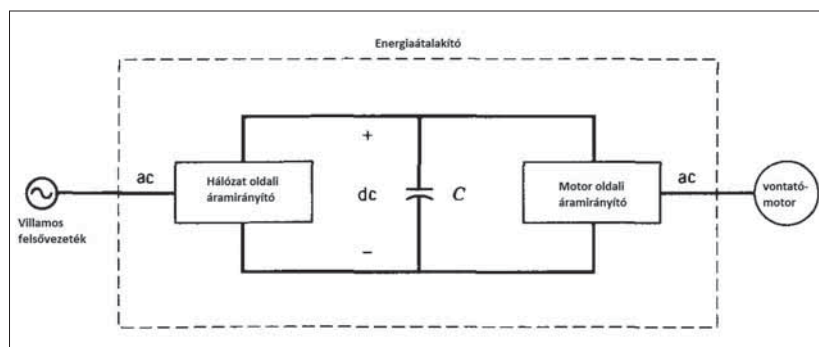 Energiaátalakító
ac
Hálózat oldali
áramirányító
+
dc
−
C
Motor oldali
áramirányító
ac
vontató-
motor
Villamos
felsővezeték